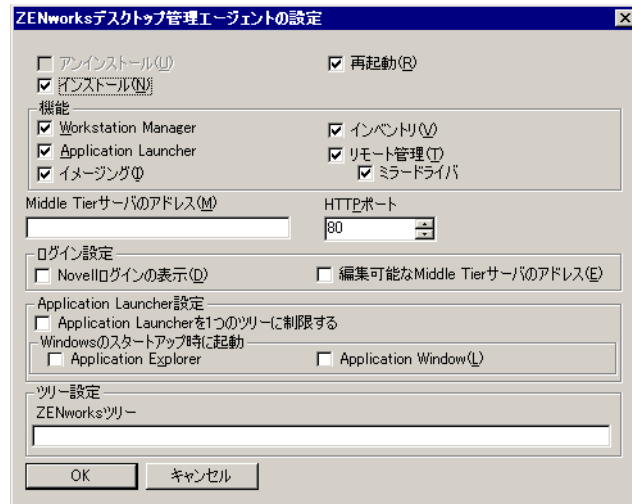 ZENworksデスクトップ管理エージェントの設定
アンインストール(U)
再起動(R)
インストール(N)
機能
Workstation Manager
インベントリ(V)
Application Launcher
リモート管理(T)
イメージング(I)
ミラードライバ
Middle Tierサーバのアドレス(M)
HTTPポート
80
ログイン設定
Novellログインの表示(D)
編集可能なMiddle Tierサーバのアドレス(E)
Application Launcher設定
Application Launcherを1つのツリーに制限する
Windowsのスタートアップ時に起動
Application Explorer
Application Window(L)
ツリー設定
ZENworksツリー
OK
キャンセル